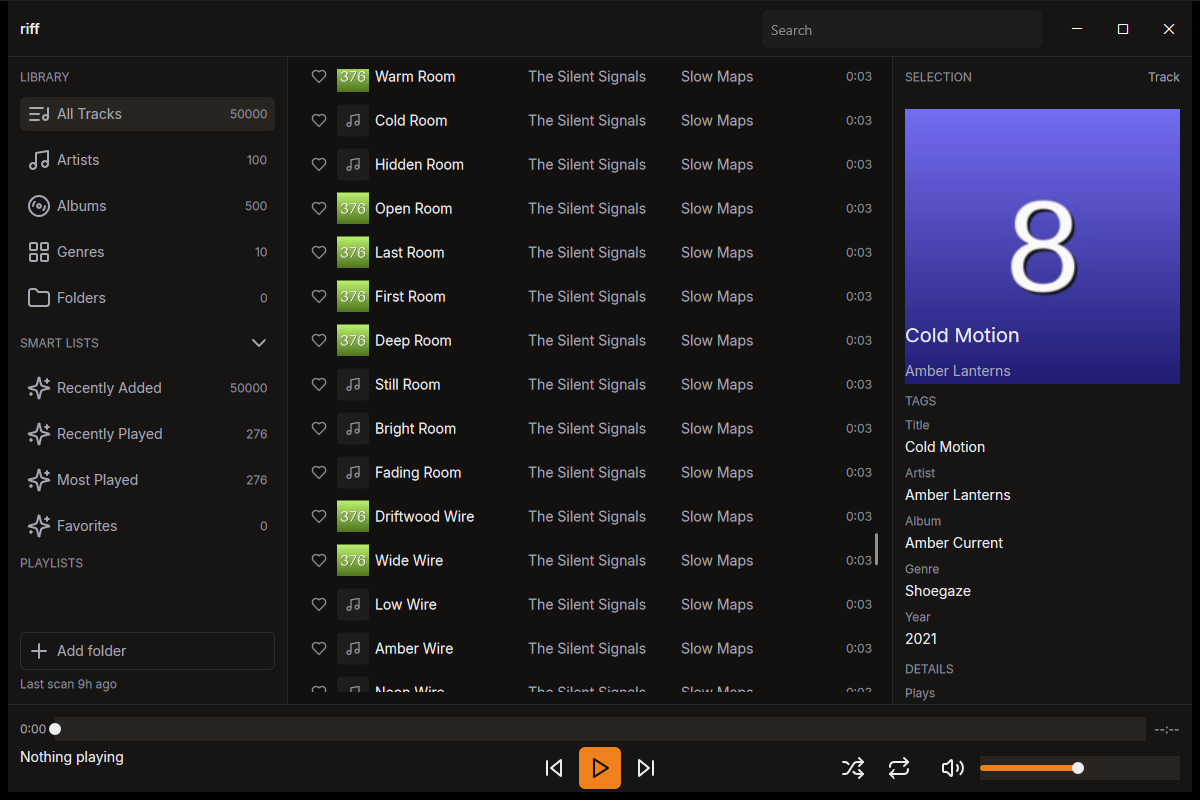 riff
Search
LIBRARY
All Tracks 50000
Artists 100
Albums 500
Genres 10
Folders 0
SMART LISTS
Recently Added 50000
Recently Played 276
Most Played 276
Favorites 0
PLAYLISTS
Add folder
Last scan 9h ago
376 Warm Room The Silent Signals Slow Maps 0:03
Cold Room The Silent Signals Slow Maps 0:03
Hidden Room The Silent Signals Slow Maps 0:03
376 Open Room The Silent Signals Slow Maps 0:03
376 Last Room The Silent Signals Slow Maps 0:03
376 First Room The Silent Signals Slow Maps 0:03
376 Deep Room The Silent Signals Slow Maps 0:03
Still Room The Silent Signals Slow Maps 0:03
Bright Room The Silent Signals Slow Maps 0:03
Fading Room The Silent Signals Slow Maps 0:03
376 Driftwood Wire The Silent Signals Slow Maps 0:03
376 Wide Wire The Silent Signals Slow Maps 0:03
Low Wire The Silent Signals Slow Maps 0:03
Amber Wire The Silent Signals Slow Maps 0:03
Neon Wire The Silent Signals Slow Maps 0:03
SELECTION Track
8
Cold Motion
Amber Lanterns
TAGS
Title
Cold Motion
Artist
Amber Lanterns
Album
Amber Current
Genre
Shoegaze
Year
2021
DETAILS
Plays
0:00 --:--
Nothing playing